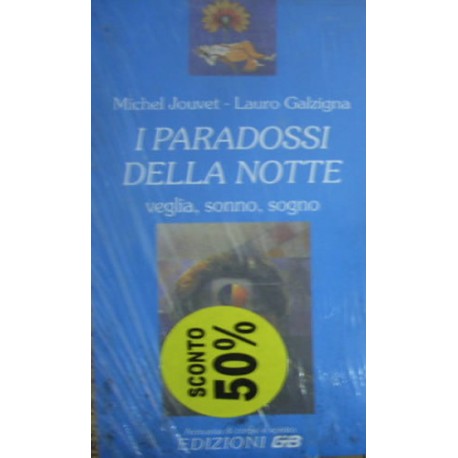 Michel Jouvet - Lauro Galzigna
I PARADOSSI
DELLA NOTTE
veglia, sonno, sogno
SCONTO
50%
EDIZIONI GB